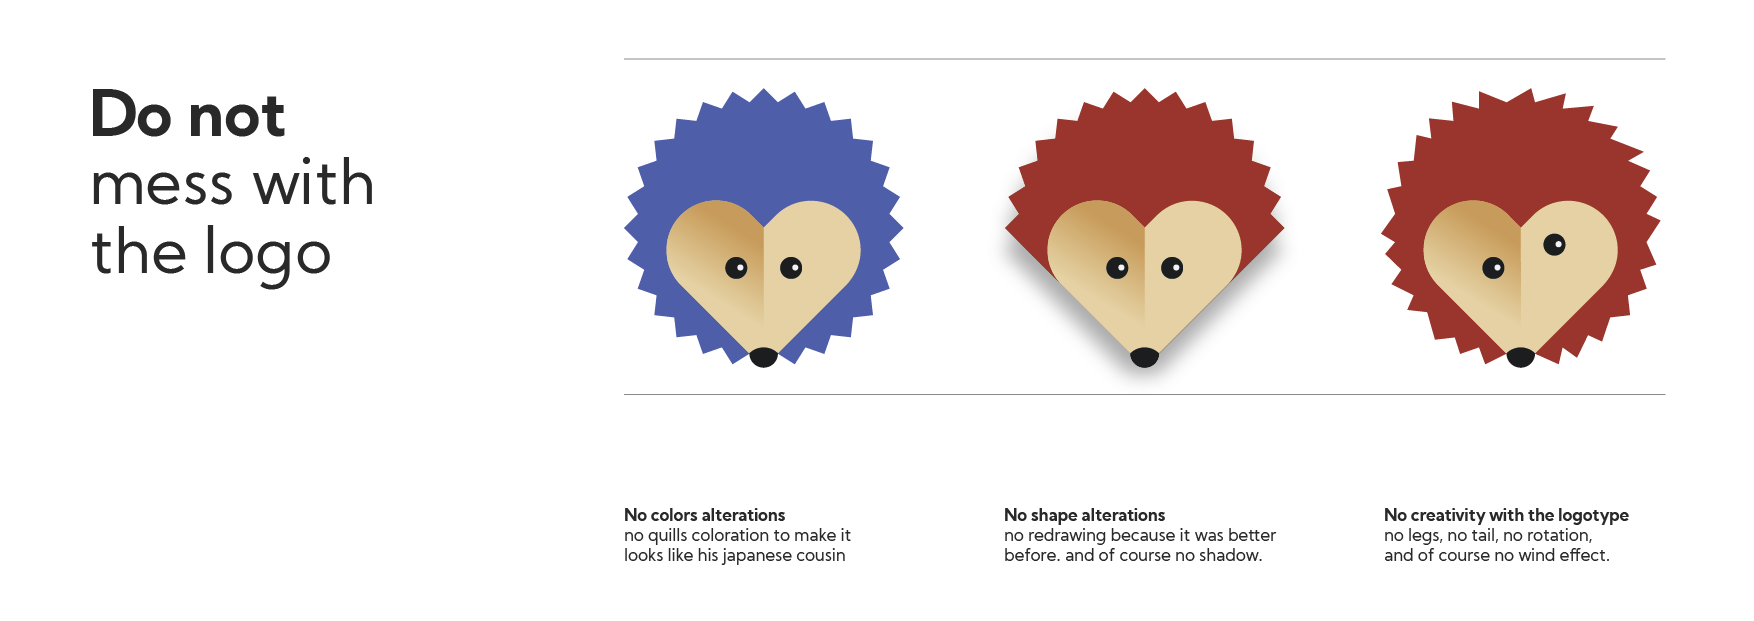 Do not
mess with
the logo
No colors alterations
no quills coloration to make it
looks like his japanese cousin
No shape alterations
no redrawing because it was better
before. and of course no shadow.
No creativity with the logotype
no legs, no tail, no rotation,
and of course no wind effect.